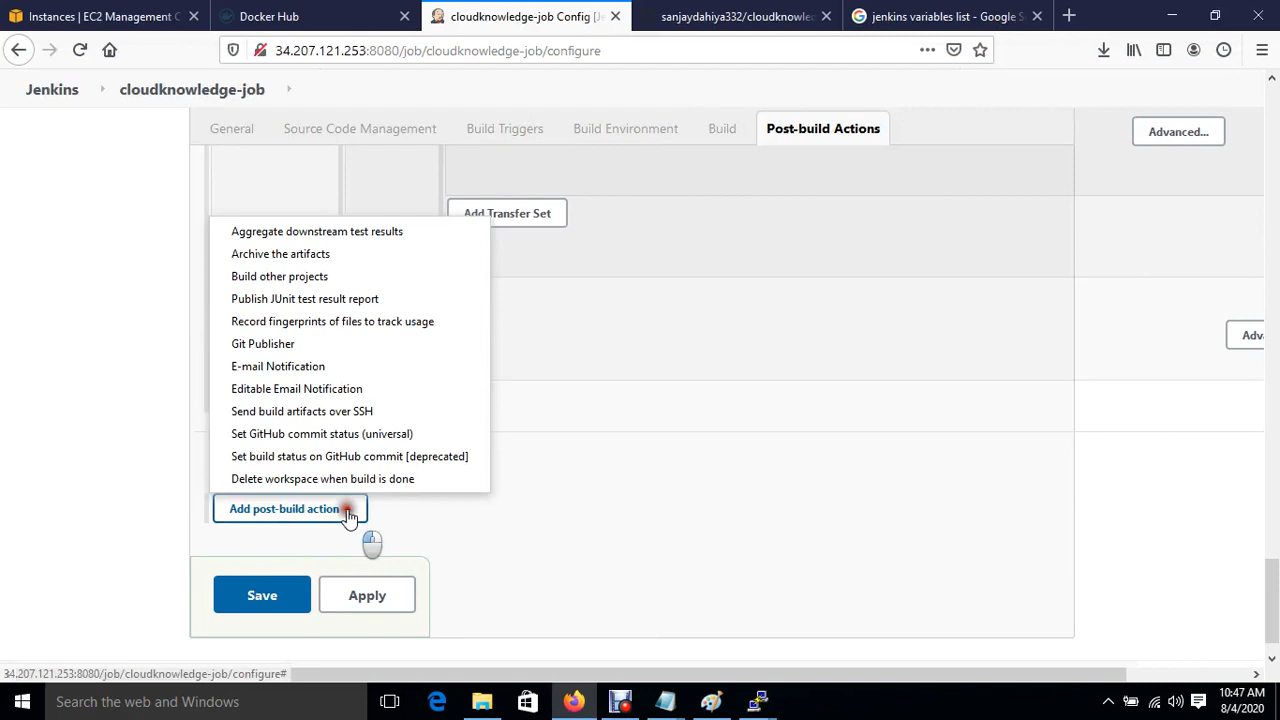 Instances | EC2 Management C
Docker Hub
cloudknowledge-job Config [Je
sanjaydahiya332/cloudknowled
jenkins variables list - Google S
34.207.121.253:8080/job/cloudknowledge-job/configure
Jenkins
cloudknowledge-job
General
Source Code Management
Build Triggers
Build Environment
Build
Post-build Actions
Advanced...
Add Transfer Set
Aggregate downstream test results
Archive the artifacts
Build other projects
Publish JUnit test result report
Record fingerprints of files to track usage
Git Publisher
Adv
E-mail Notification
Editable Email Notification
Send build artifacts over SSH
Set GitHub commit status (universal)
Set build status on GitHub commit [deprecated]
Delete workspace when build is done
Add post-build action
Save
Apply
34.207.121.253:8080/job/cloudknowledge-job/configure#
Search the web and Windows
10:47 AM
8/4/2020